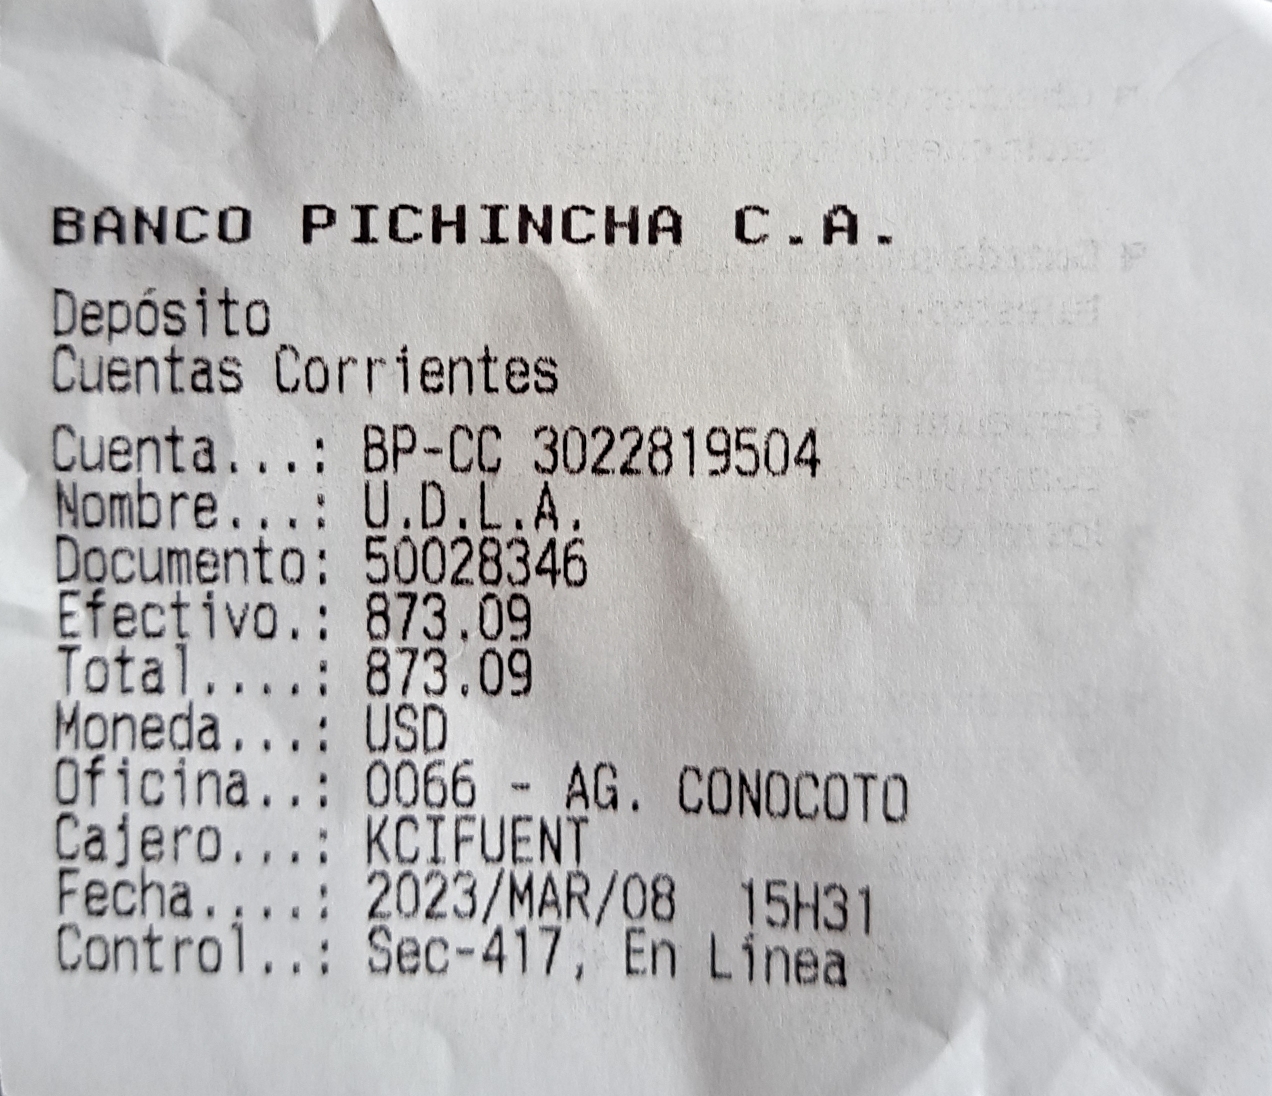 BANCO PICHINCHA C.A.
Depósito
Cuentas Corrientes
Cuenta...: BP-CC 3022819504
Nombre...: U.D.L.A.
Documento: 50028346
Efectivo.: 873.09
Total....: 873.09
Moneda...: USD
Oficina..: 0066 - AG. CONOCOTO
Cajero...: KCIFUENT
Fecha....: 2023/MAR/08 15H31
Control..: Sec-417, En Línea